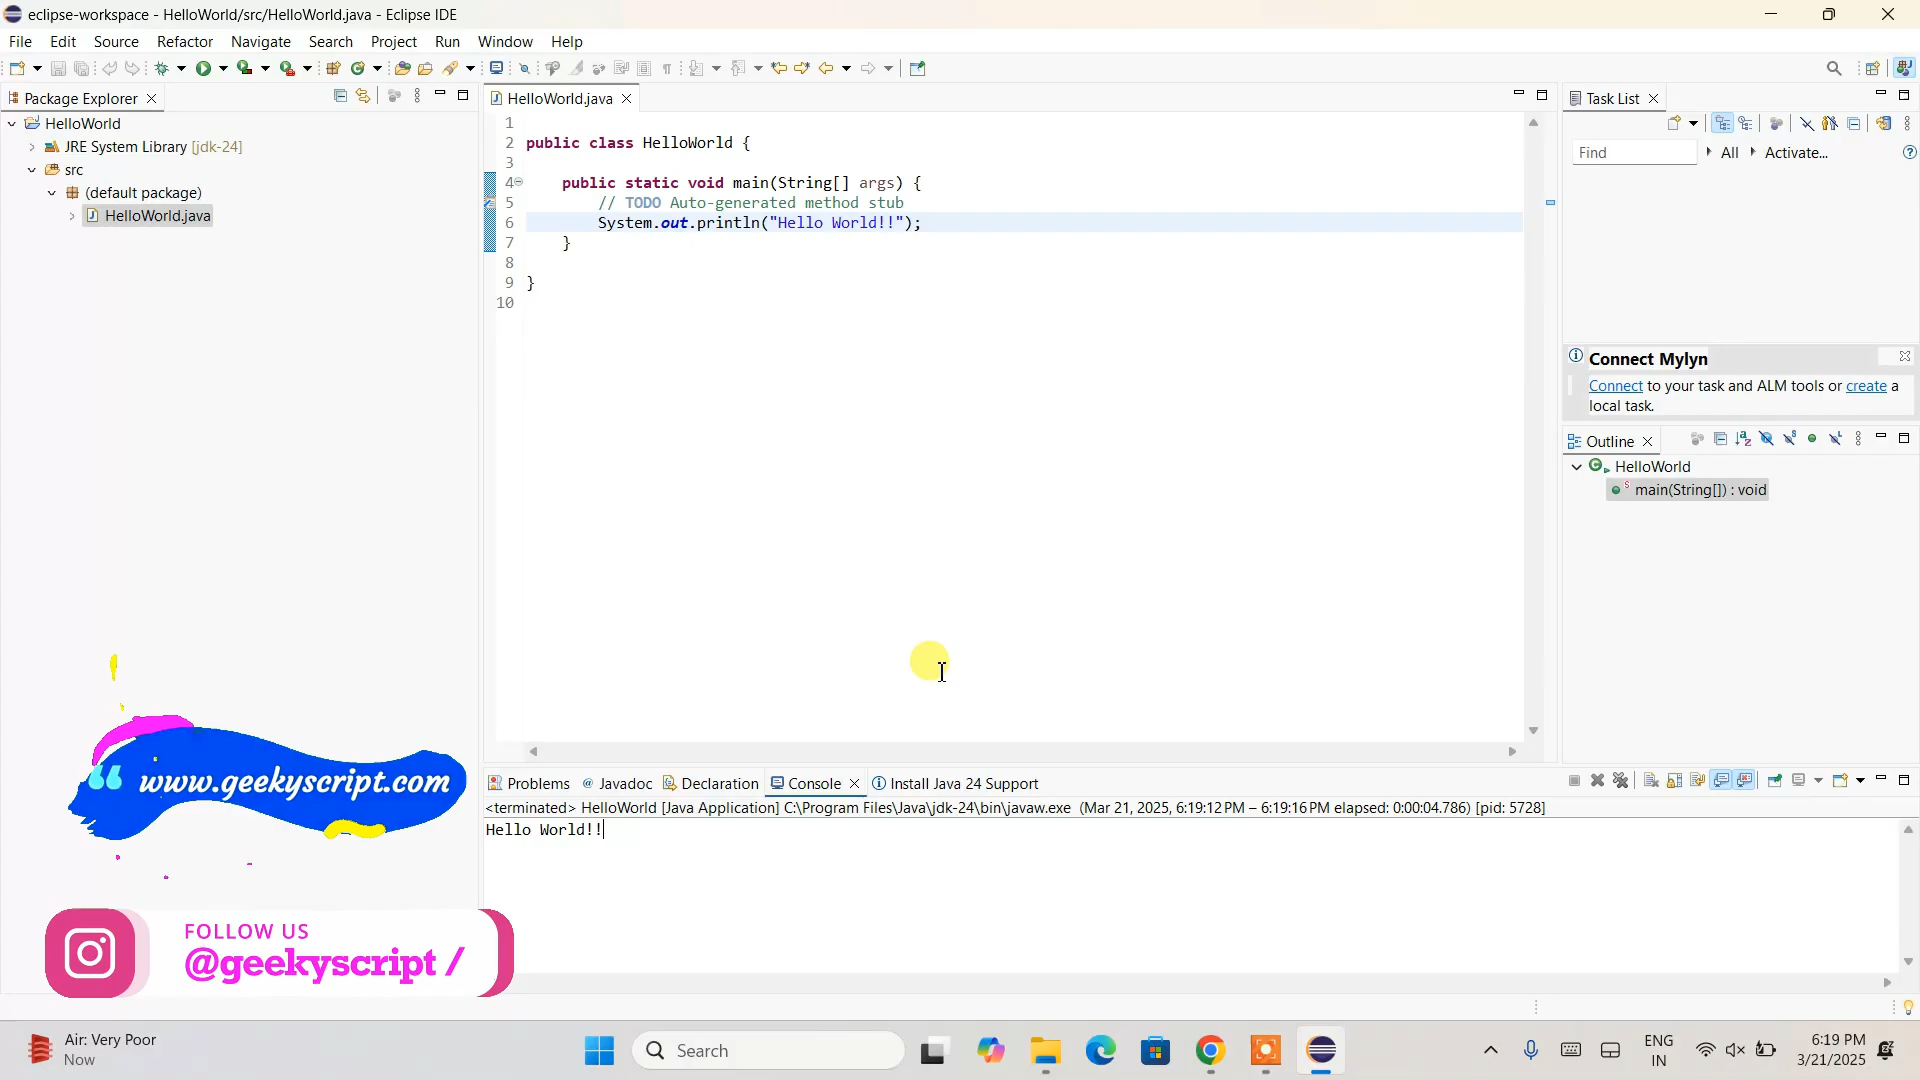 eclipse-workspace - HelloWorld/src/HelloWorld.java - Eclipse IDE
File Edit Source Refactor Navigate Search Project Run Window Help
Package Explorer
HelloWorld
JRE System Library [jdk-24]
src
(default package)
HelloWorld.java
HelloWorld.java
1
2 public class HelloWorld {
3
4 public static void main(String[] args) {
5 // TODO Auto-generated method stub
6 System.out.println("Hello World!!");
7 }
8
9 }
10
Task List
Find All Activate...
Connect Mylyn
Connect to your task and ALM tools or create a
local task.
Outline
HelloWorld
main(String[]) : void
Problems Javadoc Declaration Console Install Java 24 Support
<terminated> HelloWorld [Java Application] C:\Program Files\Java\jdk-24\bin\javaw.exe (Mar 21, 2025, 6:19:12 PM – 6:19:16 PM elapsed: 0:00:04.786) [pid: 5728]
Hello World!!
www.geekyscript.com
FOLLOW US
@geekyscript /
Air: Very Poor
Now
Search
ENG
IN
6:19 PM
3/21/2025